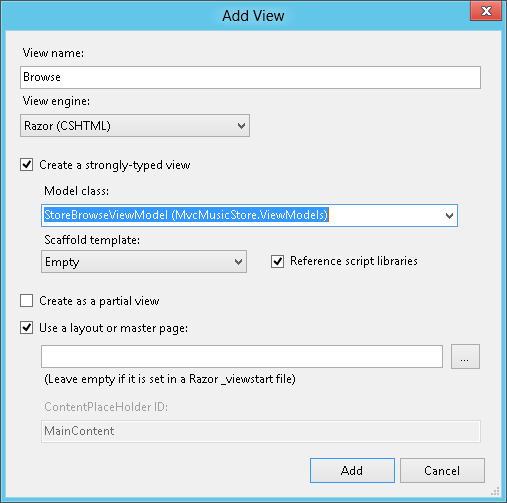 Add View
View name:
Browse
View engine:
Razor (CSHTML)
Create a strongly-typed view
Model class:
StoreBrowseViewModel (MvcMusicStore.ViewModels)
Scaffold template:
Empty
Reference script libraries
Create as a partial view
Use a layout or master page:
...
(Leave empty if it is set in a Razor _viewstart file)
ContentPlaceHolder ID:
MainContent
Add
Cancel